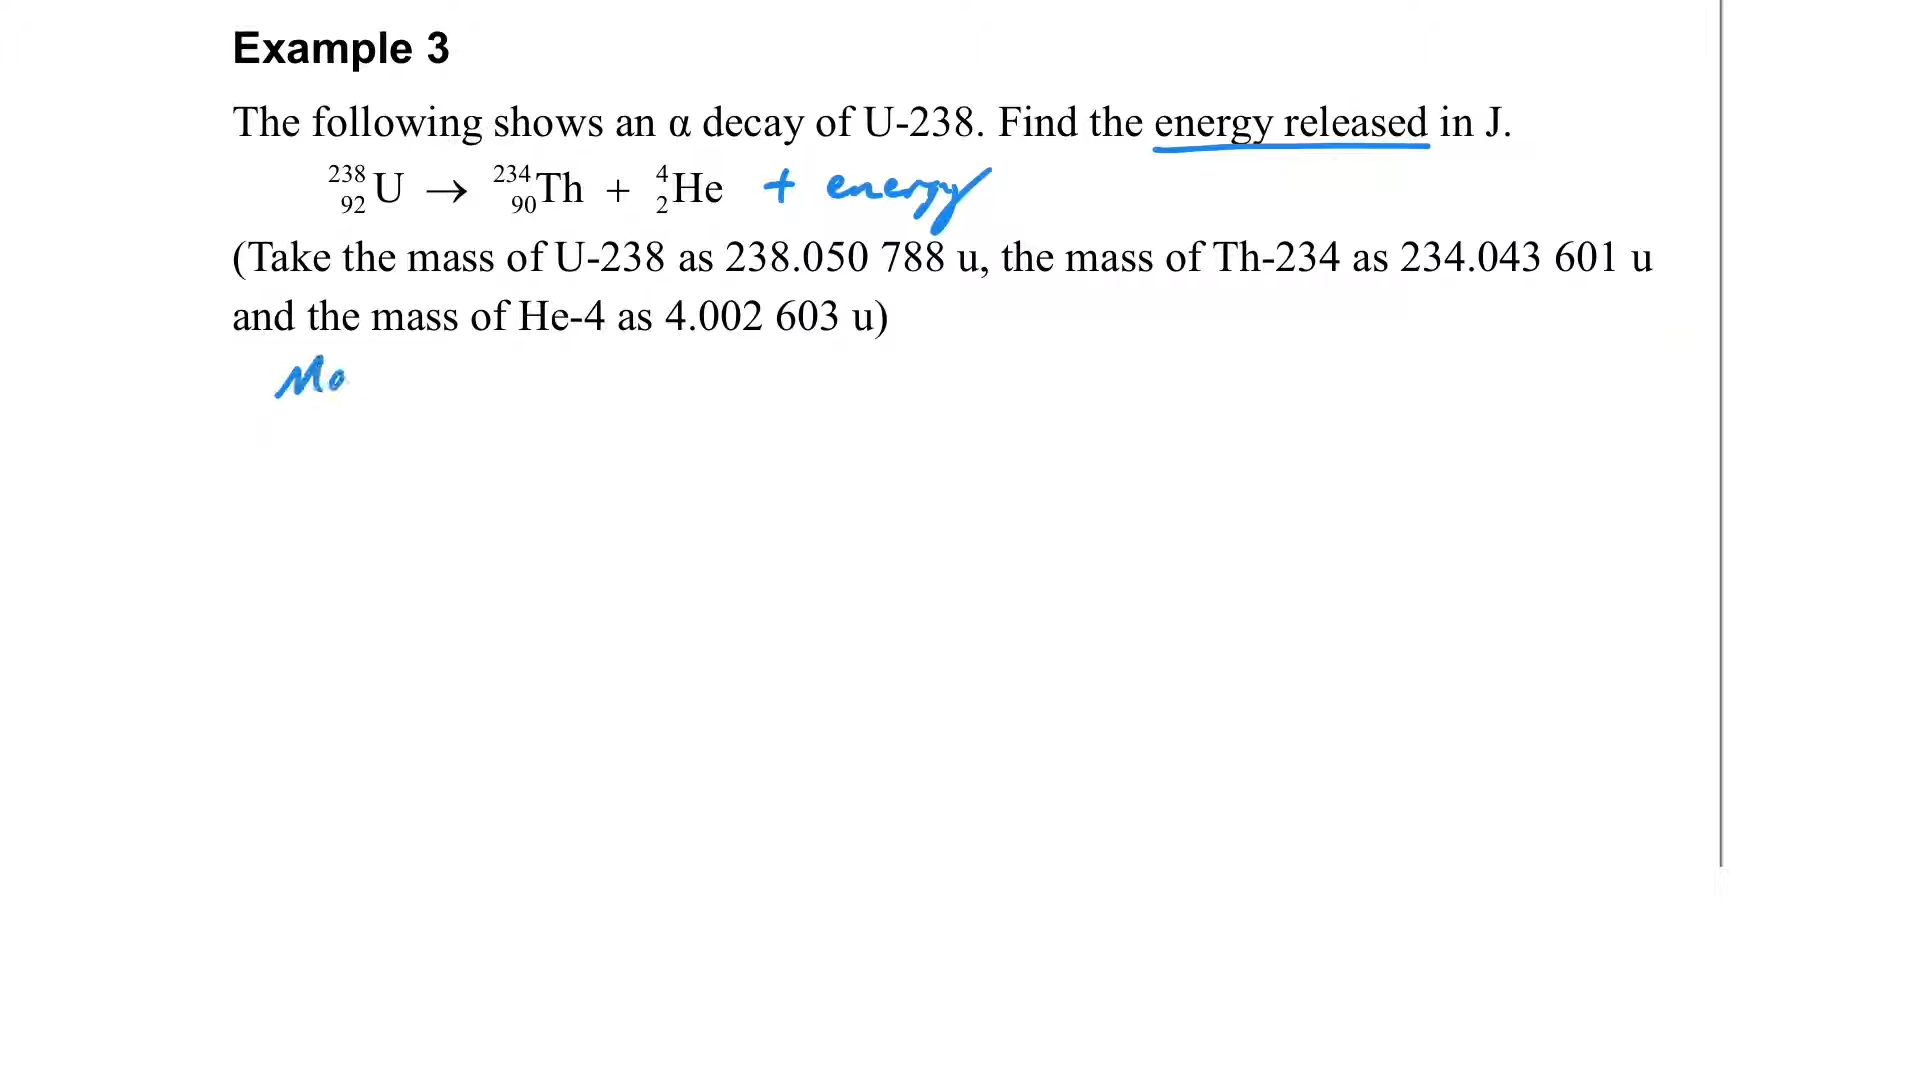 Example 3
The following shows an α decay of U-238. Find the energy released in J.
²³⁸₉₂U → ²³⁴₉₀Th + ⁴₂He + energy
(Take the mass of U-238 as 238.050 788 u, the mass of Th-234 as 234.043 601 u
and the mass of He-4 as 4.002 603 u)
Ma